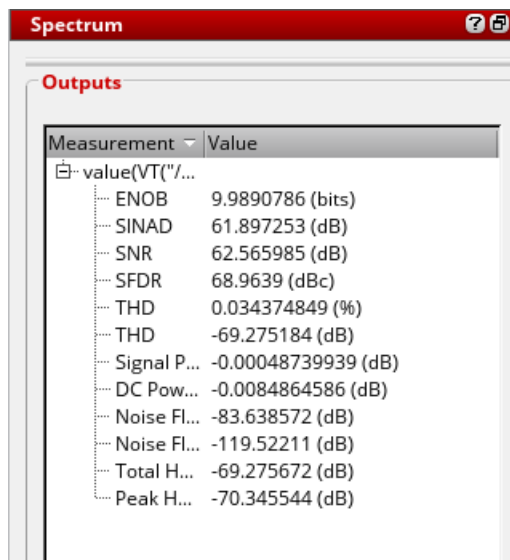 Spectrum
Outputs
Measurement Value
value(VT("/...
ENOB 9.9890786 (bits)
SINAD 61.897253 (dB)
SNR 62.565985 (dB)
SFDR 68.9639 (dBc)
THD 0.034374849 (%)
THD -69.275184 (dB)
Signal P... -0.00048739939 (dB)
DC Pow... -0.0084864586 (dB)
Noise Fl... -83.638572 (dB)
Noise Fl... -119.52211 (dB)
Total H... -69.275672 (dB)
Peak H... -70.345544 (dB)